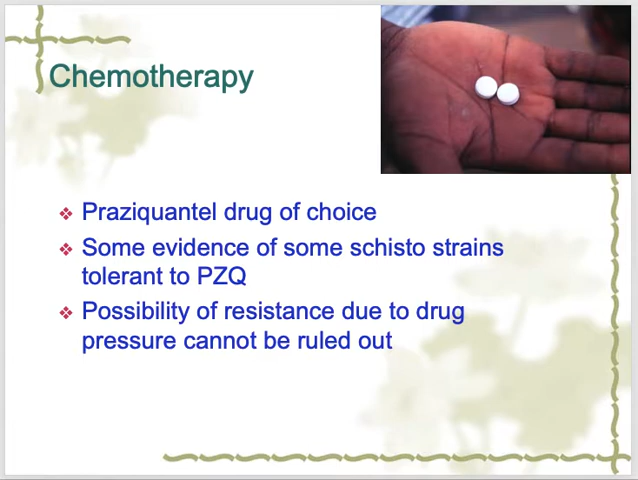 Chemotherapy
Praziquantel drug of choice
Some evidence of some schisto strains
tolerant to PZQ
Possibility of resistance due to drug
pressure cannot be ruled out